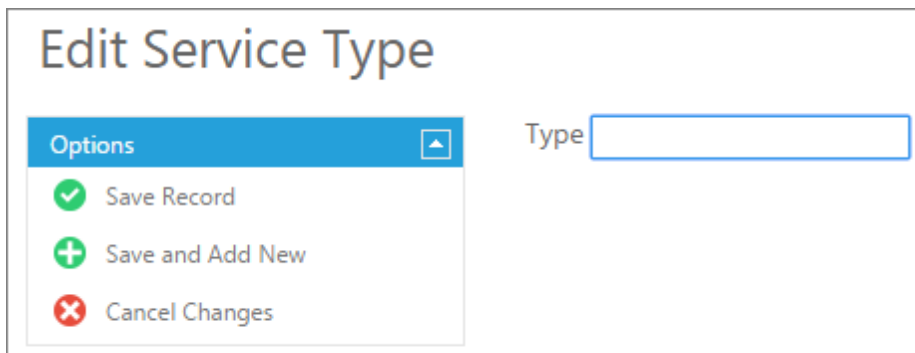 Edit Service Type
Options
Save Record
Save and Add New
Cancel Changes
Type